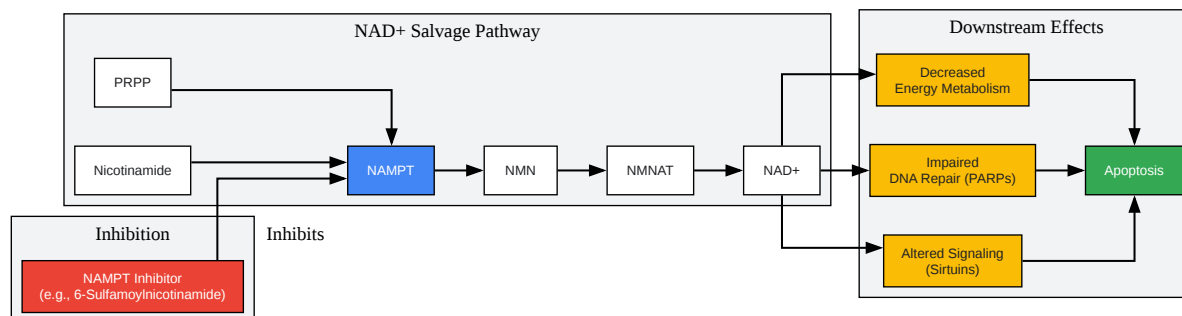 NAD+ Salvage Pathway
PRPP
Nicotinamide
NAMPT
NMN
NMNAT
NAD+
Downstream Effects
Decreased
Energy Metabolism
Impaired
DNA Repair (PARPs)
Altered Signaling
(Sirtuins)
Apoptosis
Inhibition
Inhibits
NAMPT Inhibitor
(e.g., 6-Sulfamoylnicotinamide)